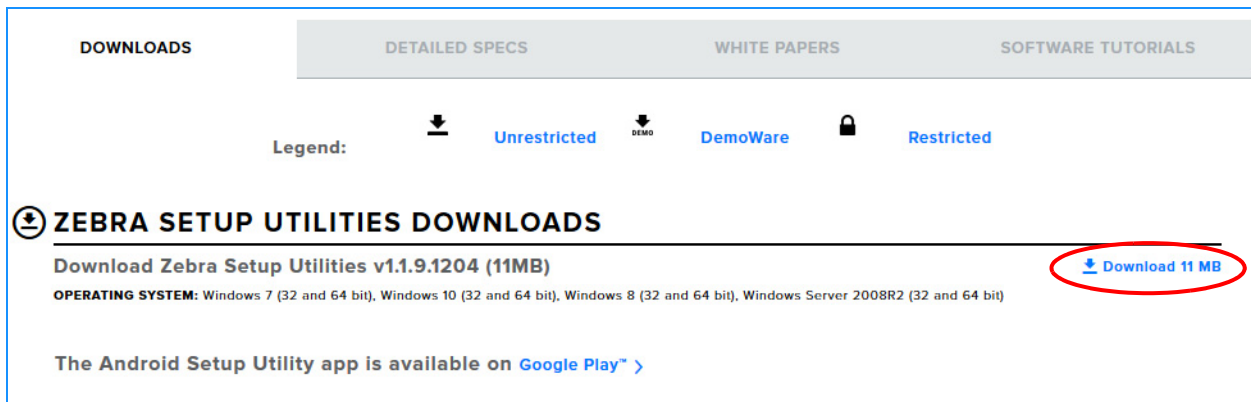 DOWNLOADS DETAILED SPECS WHITE PAPERS SOFTWARE TUTORIALS
Legend: Unrestricted DEMO DemoWare Restricted
ZEBRA SETUP UTILITIES DOWNLOADS
Download Zebra Setup Utilities v1.1.9.1204 (11MB) Download 11 MB
OPERATING SYSTEM: Windows 7 (32 and 64 bit), Windows 10 (32 and 64 bit), Windows 8 (32 and 64 bit), Windows Server 2008R2 (32 and 64 bit)
The Android Setup Utility app is available on Google Play™ >